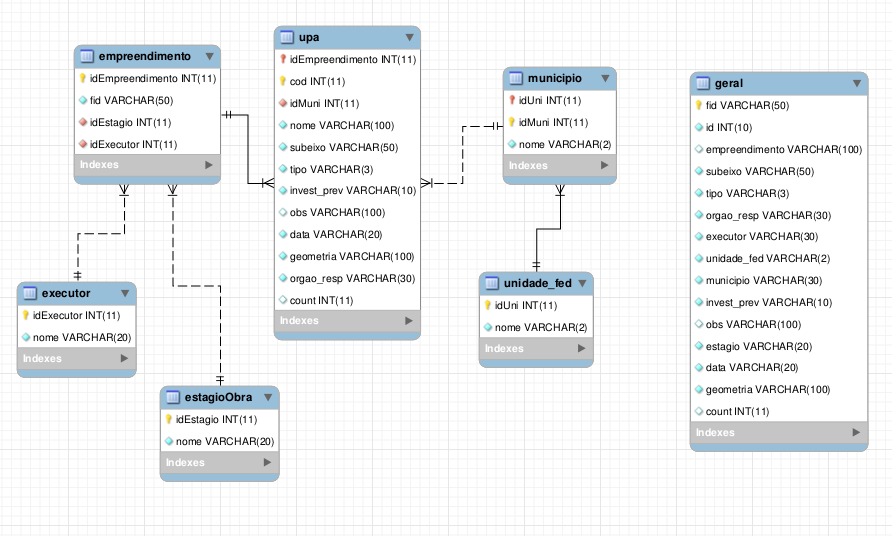 empreendimento
idEmpreendimento INT(11)
fid VARCHAR(50)
idEstagio INT(11)
idExecutor INT(11)
Indexes
upa
idEmpreendimento INT(11)
cod INT(11)
idMuni INT(11)
nome VARCHAR(100)
subeixo VARCHAR(50)
tipo VARCHAR(3)
invest_prev VARCHAR(10)
obs VARCHAR(100)
data VARCHAR(20)
geometria VARCHAR(100)
orgao_resp VARCHAR(30)
count INT(11)
Indexes
municipio
idUni INT(11)
idMuni INT(11)
nome VARCHAR(2)
Indexes
geral
fid VARCHAR(50)
id INT(10)
empreendimento VARCHAR(100)
subeixo VARCHAR(50)
tipo VARCHAR(3)
orgao_resp VARCHAR(30)
executor VARCHAR(30)
unidade_fed VARCHAR(2)
municipio VARCHAR(30)
invest_prev VARCHAR(10)
obs VARCHAR(100)
estagio VARCHAR(20)
data VARCHAR(20)
geometria VARCHAR(100)
count INT(11)
Indexes
executor
idExecutor INT(11)
nome VARCHAR(20)
Indexes
unidade_fed
idUni INT(11)
nome VARCHAR(2)
Indexes
estagioObra
idEstagio INT(11)
nome VARCHAR(20)
Indexes